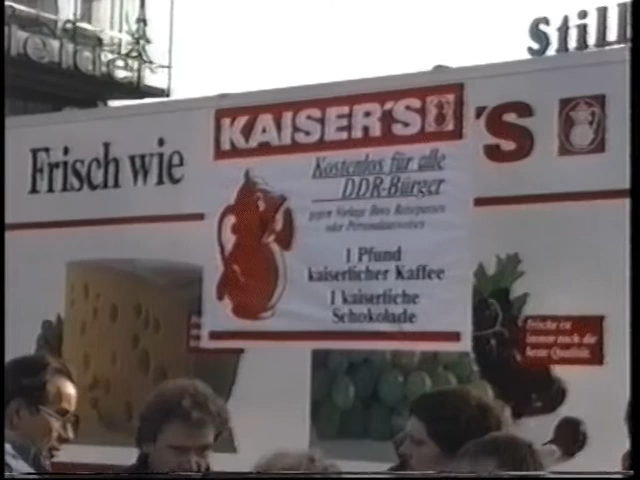 Still
Frisch wie
KAISER'S
'S
Kostenlos für alle
DDR-Bürger
gegen Vorlage Ihres Reisepasses
oder Personalausweises
1 Pfund
kaiserlicher Kaffee
1 kaiserliche
Schokolade
Frische ist
immer noch die
beste Qualität.